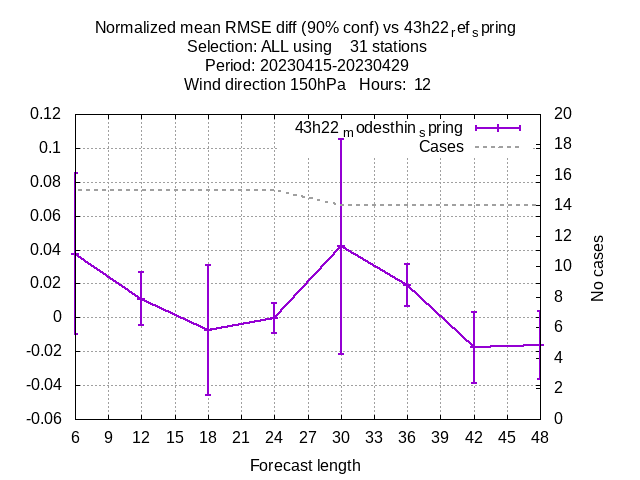 Normalized mean RMSE diff (90% conf) vs 43h22refspring
Selection: ALL using 31 stations
Period: 20230415-20230429
Wind direction 150hPa Hours: 12
43h22modesthinspring
Cases
0.12
0.1
0.08
0.06
0.04
0.02
0
-0.02
-0.04
-0.06
20
18
16
14
12
10
8
6
4
2
0
No cases
6 9 12 15 18 21 24 27 30 33 36 39 42 45 48
Forecast length